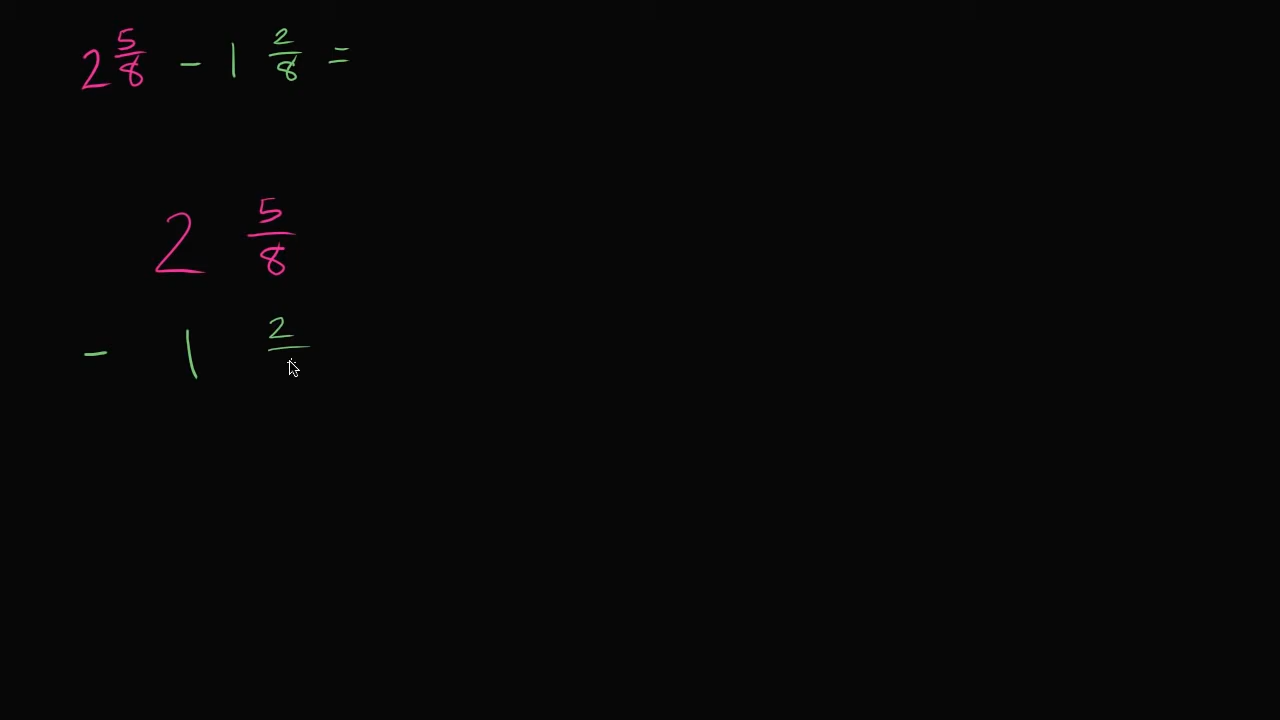 2 5/8 - 1 2/8 =
2 5/8
- 1 2/